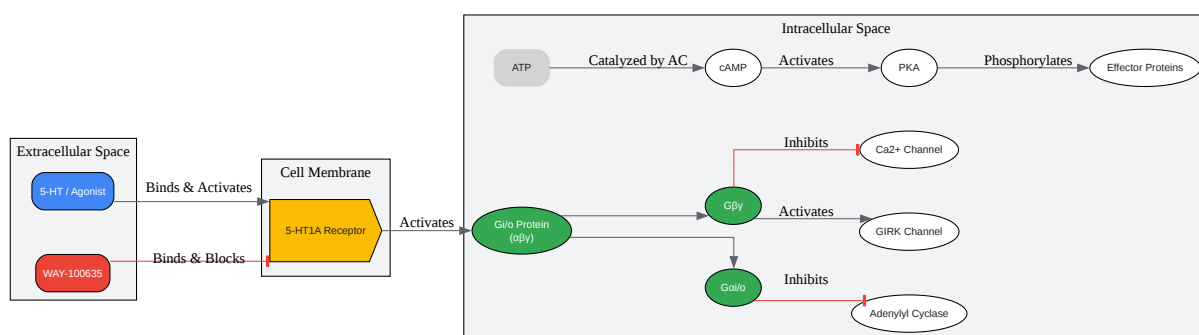 Intracellular Space
ATP
Catalyzed by AC
cAMP
Activates
PKA
Phosphorylates
Effector Proteins
Extracellular Space
5-HT / Agonist
Binds & Activates
WAY-100635
Binds & Blocks
Cell Membrane
5-HT1A Receptor
Activates
Gi/o Protein
(αβγ)
Gβγ
Inhibits
Ca2+ Channel
Activates
GIRK Channel
Gαi/o
Inhibits
Adenylyl Cyclase